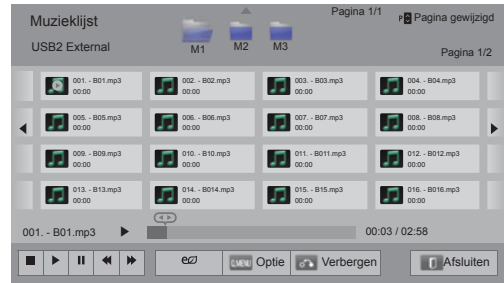 Muzieklijst
Pagina 1/1
P Pagina gewijzigd
USB2 External
M1 M2 M3
Pagina 1/2
001. - B01.mp3
00:00
002. - B02.mp3
00:00
003. - B03.mp3
00:00
004. - B04.mp3
00:00
005. - B05.mp3
00:00
006. - B06.mp3
00:00
007. - B07.mp3
00:00
008. - B08.mp3
00:00
009. - B09.mp3
00:00
010. - B10.mp3
00:00
011. - B011.mp3
00:00
012. - B012.mp3
00:00
013. - B13.mp3
00:00
014. - B014.mp3
00:00
015. - B15.mp3
00:00
016. - B016.mp3
00:00
001. - B01.mp3
00:03 / 02:58
Q.MENU Optie
Verbergen
Afsluiten